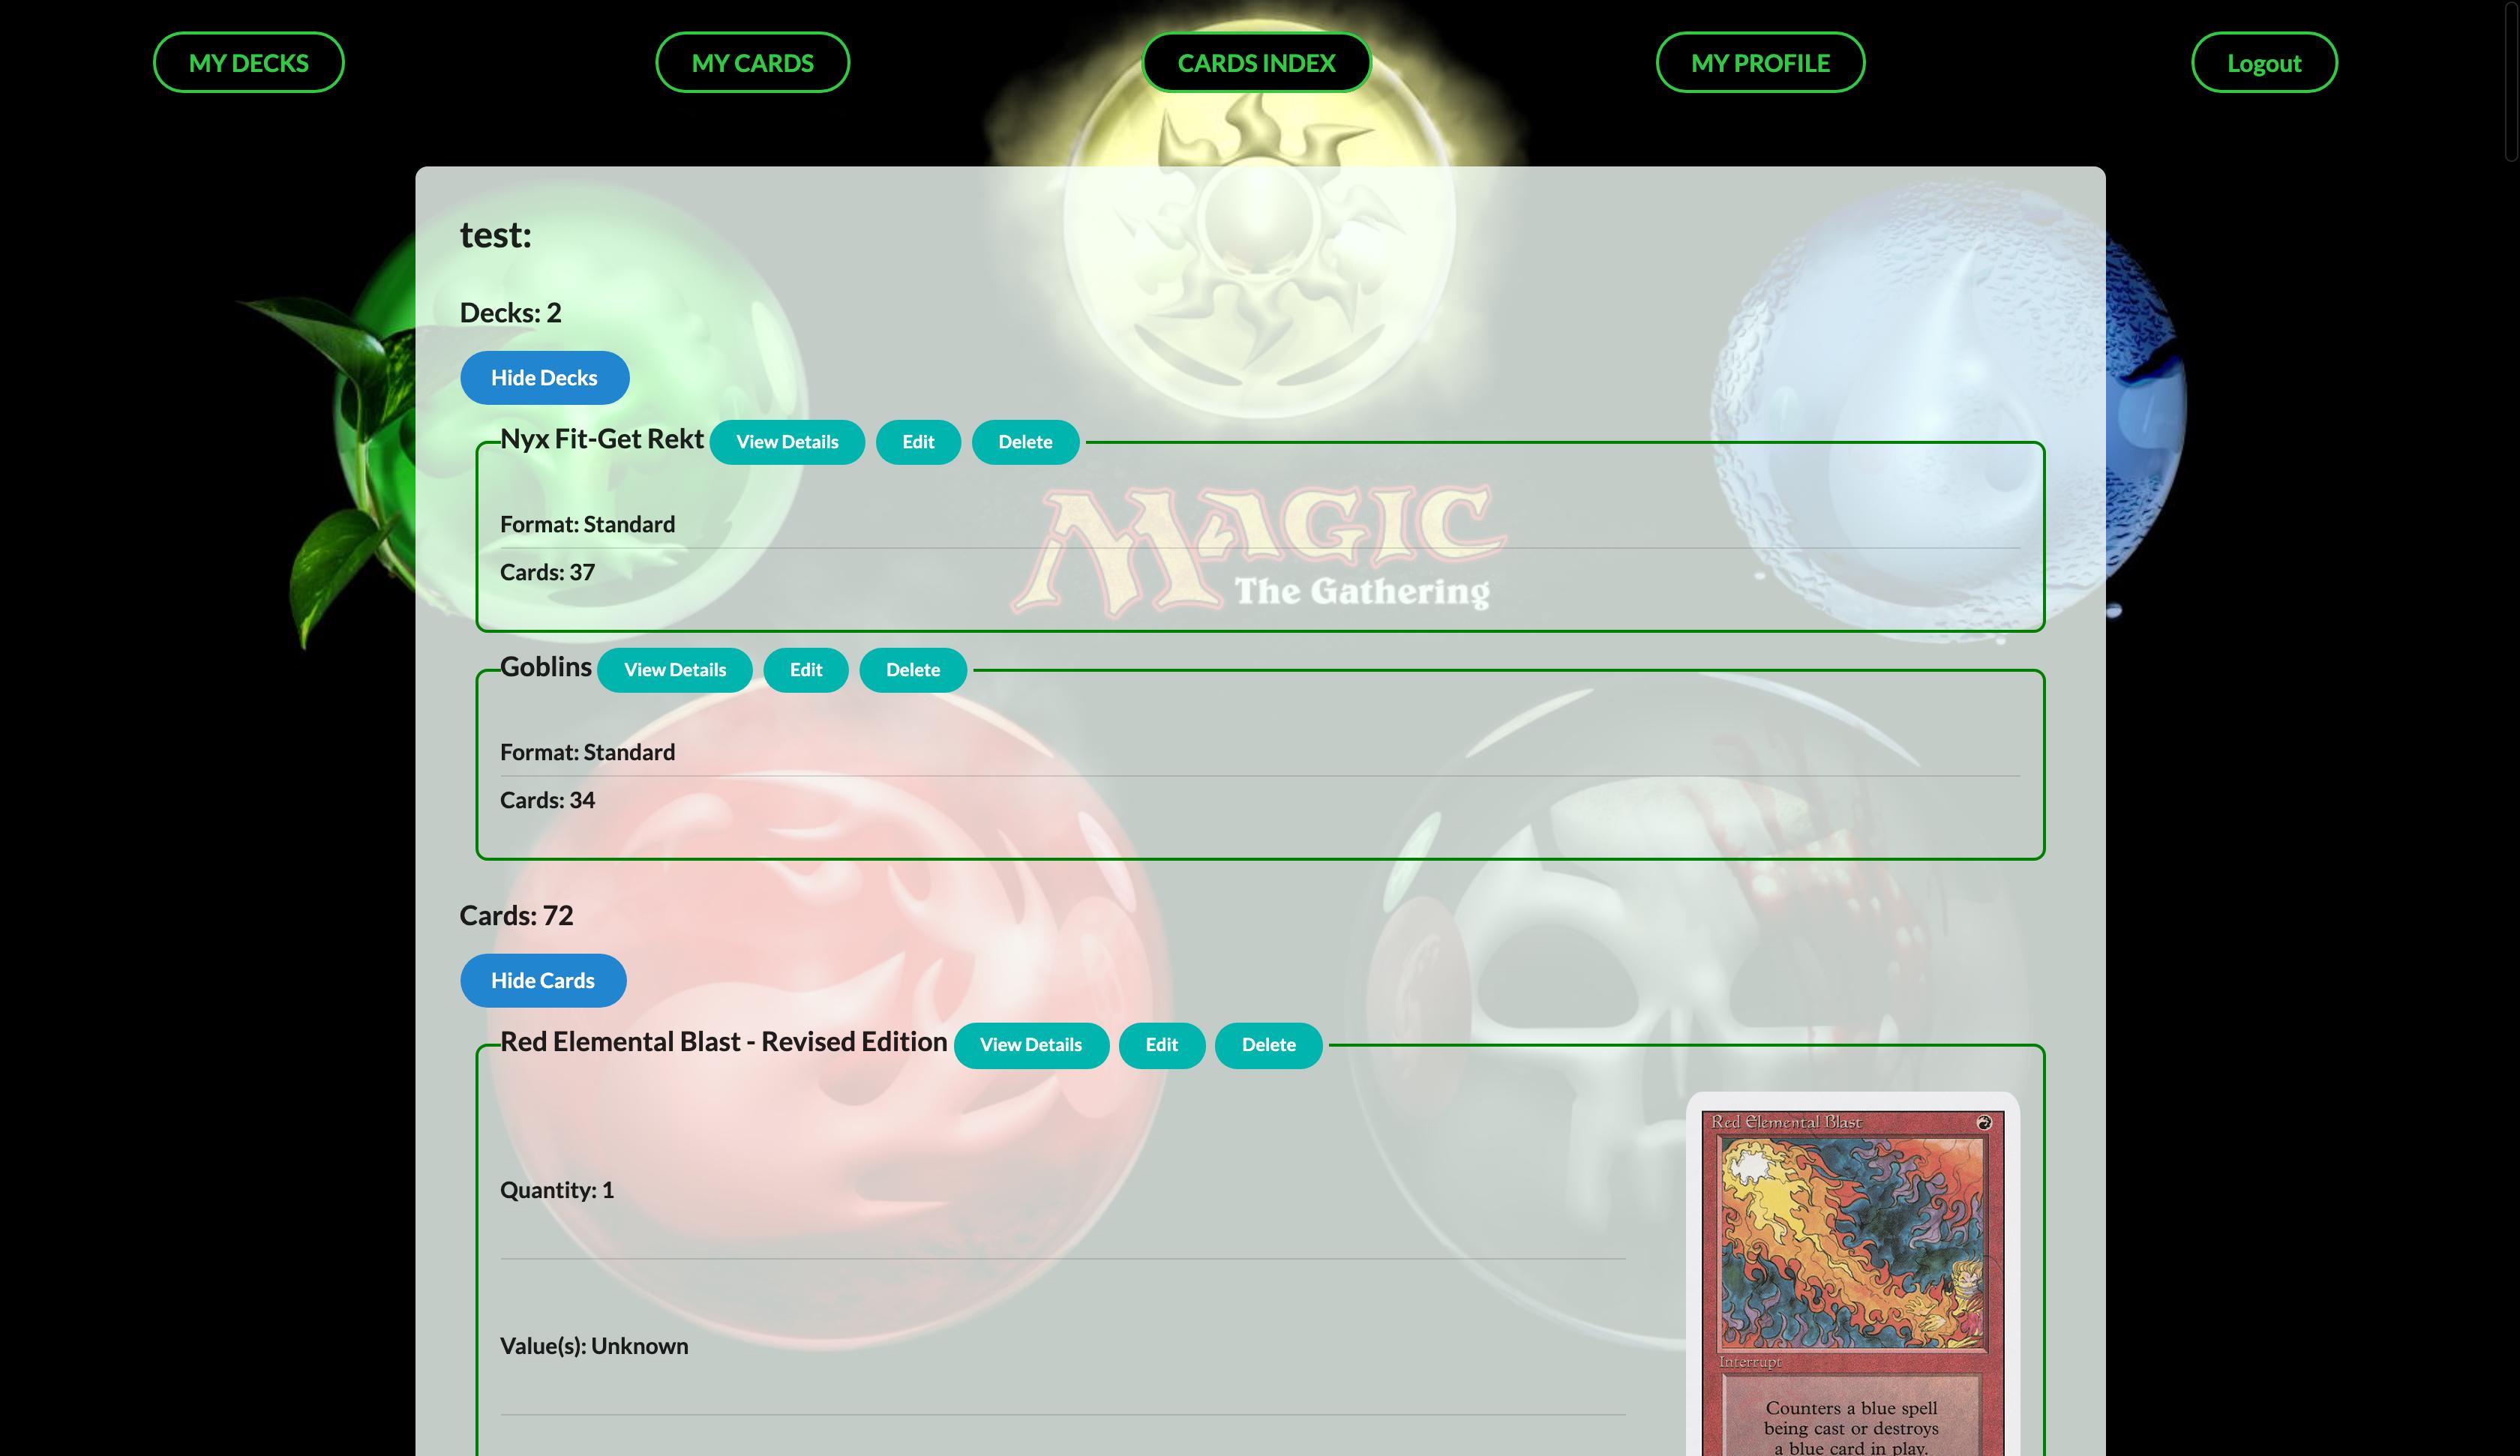 MY DECKS
MY CARDS
CARDS INDEX
MY PROFILE
Logout
test:
Decks: 2
Hide Decks
Nyx Fit-Get Rekt View Details Edit Delete
Format: Standard
MAGIC
Cards: 37
The Gathering
Goblins View Details Edit Delete
Format: Standard
Cards: 34
Cards: 72
Hide Cards
Red Elemental Blast - Revised Edition View Details Edit Delete
Quantity: 1
Value(s): Unknown
Red Elemental Blast
Interrupt
Counters a blue spell
being cast or destroys
a blue card in play.